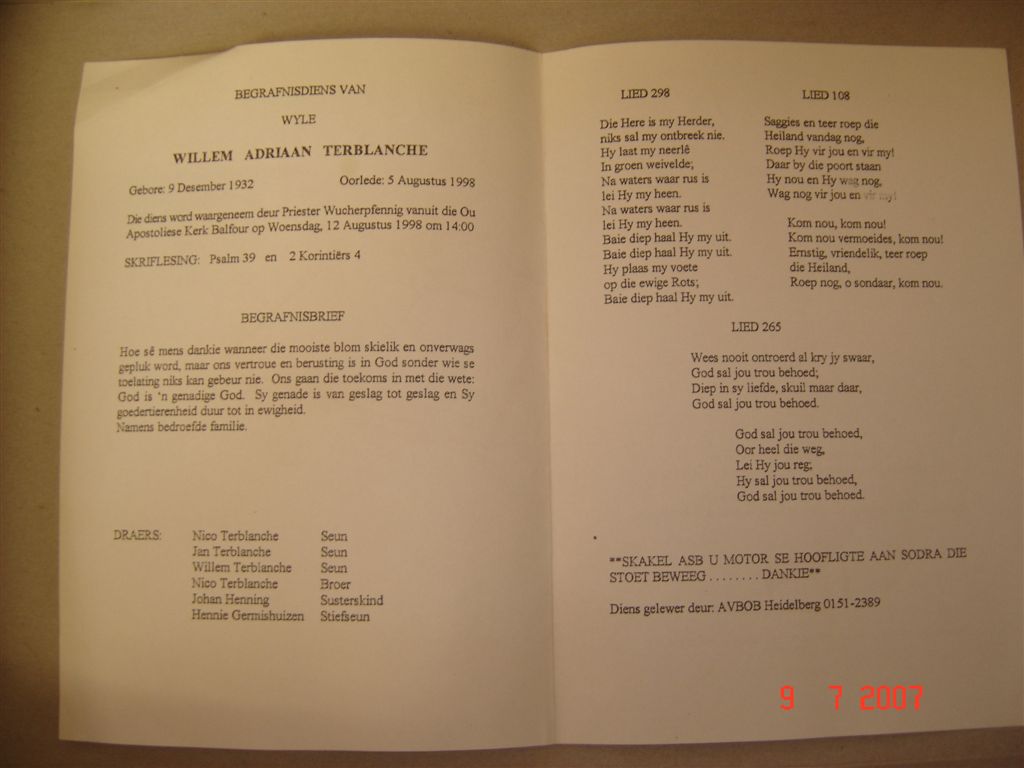 BEGRAFNISDIENS VAN
WYLE
WILLEM ADRIAAN TERBLANCHE
Gebore: 9 Desember 1932 Oorlede: 5 Augustus 1998
Die diens word waargeneem deur Priester Wucherpfennig vanuit die Ou
Apostoliese Kerk Balfour op Woensdag, 12 Augustus 1998 om 14:00
SKRIFLESING: Psalm 39 en 2 Korintiërs 4
BEGRAFNISBRIEF
Hoe sê mens dankie wanneer die mooiste blom skielik en onverwags
gepluk word, maar ons vertroue en berusting is in God sonder wie se
toelating niks kan gebeur nie. Ons gaan die toekoms in met die wete:
God is 'n genadige God. Sy genade is van geslag tot geslag en Sy
goedertierenheid duur tot in ewigheid.
Namens bedroefde familie.
DRAERS: Nico Terblanche Seun
Jan Terblanche Seun
Willem Terblanche Seun
Nico Terblanche Broer
Johan Henning Susterskind
Hennie Germishuizen Stiefseun
LIED 298
Die Here is my Herder,
niks sal my ontbreek nie.
Hy laat my neerlê
In groen weivelde;
Na waters waar rus is
lei Hy my heen.
Na waters waar rus is
lei Hy my heen.
Baie diep haal Hy my uit.
Baie diep haal Hy my uit.
Hy plaas my voete
op die ewige Rots;
Baie diep haal Hy my uit.
LIED 108
Saggies en teer roep die
Heiland vandag nog,
Roep Hy vir jou en vir my!
Daar by die poort staan
Hy nou en Hy wag nog,
Wag nog vir jou en vir my!
Kom nou, kom nou!
Kom nou vermoeides, kom nou!
Ernstig, vriendelik, teer roep
die Heiland,
Roep nog, o sondaar, kom nou.
LIED 265
Wees nooit ontroerd al kry jy swaar,
God sal jou trou behoed;
Diep in sy liefde, skuil maar daar,
God sal jou trou behoed.
God sal jou trou behoed,
Oor heel die weg,
Lei Hy jou reg;
Hy sal jou trou behoed,
God sal jou trou behoed.
**SKAKEL ASB U MOTOR SE HOOFLIGTE AAN SODRA DIE
STOET BEWEEG ........ DANKIE**
Diens gelewer deur: AVBOB Heidelberg 0151-2389
9 7 2007